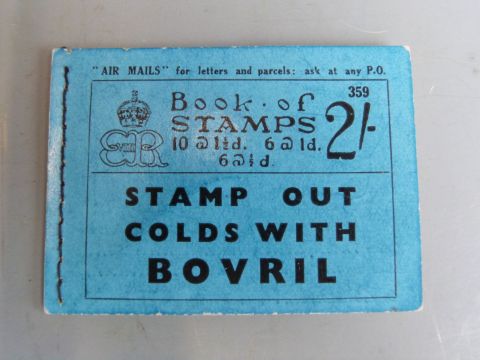 "AIR MAILS" for letters and parcels: ask at any P.O.
359
Book · of
STAMPS
2/-
10 @ 1½d. 6 @ 1d.
6 @ ½d.
EVIIIR
STAMP OUT
COLDS WITH
BOVRIL